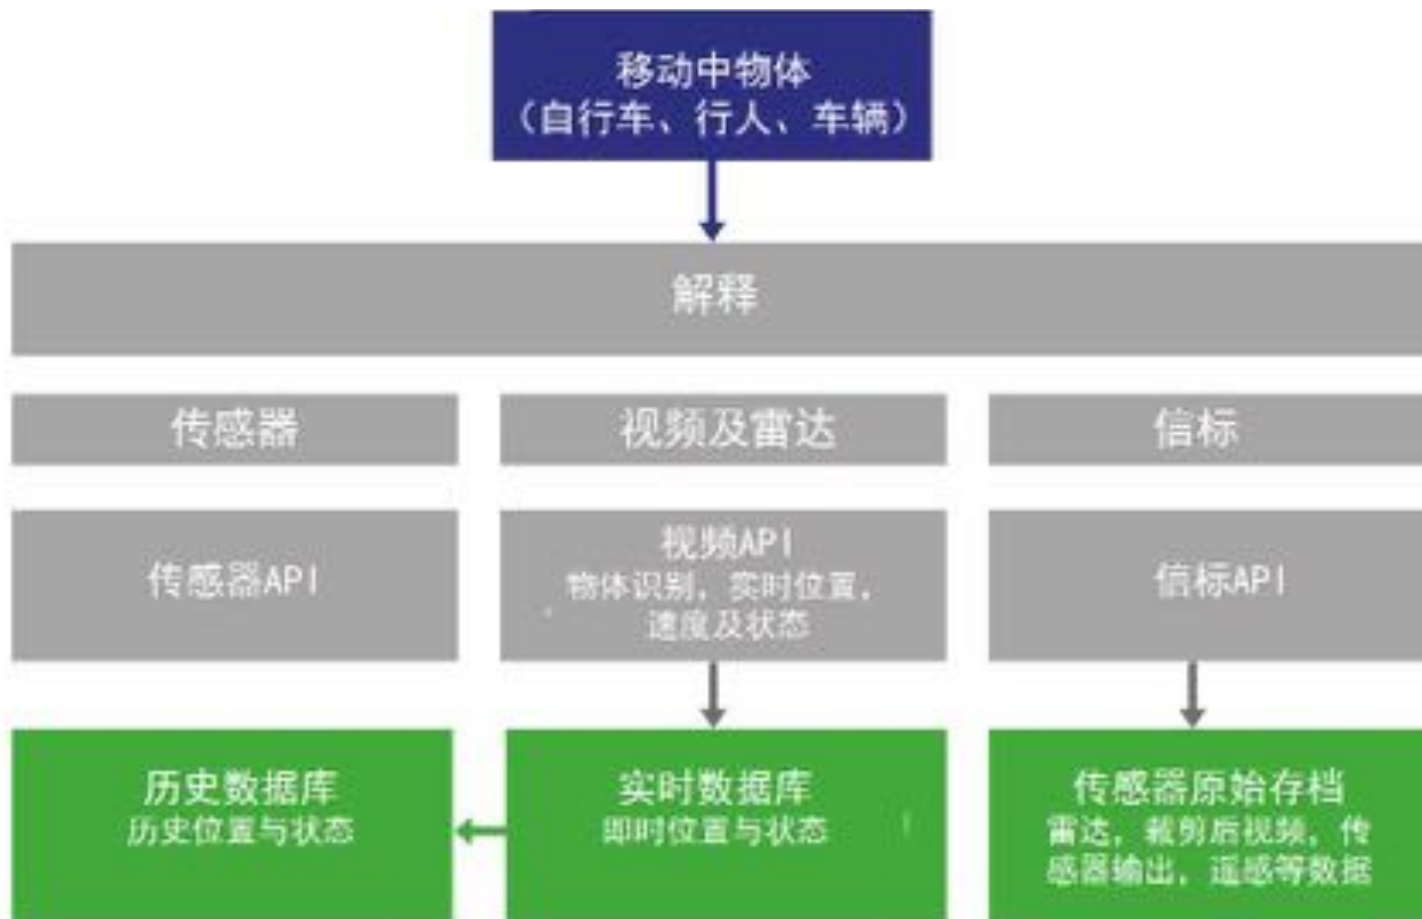 移动中物体
（自行车、行人、车辆）
解释
传感器
视频及雷达
信标
传感器API
视频API
物体识别，实时位置，
速度及状态
信标API
历史数据库
历史位置与状态
实时数据库
即时位置与状态
传感器原始存档
雷达，裁剪后视频，传
感器输出，遥感等数据